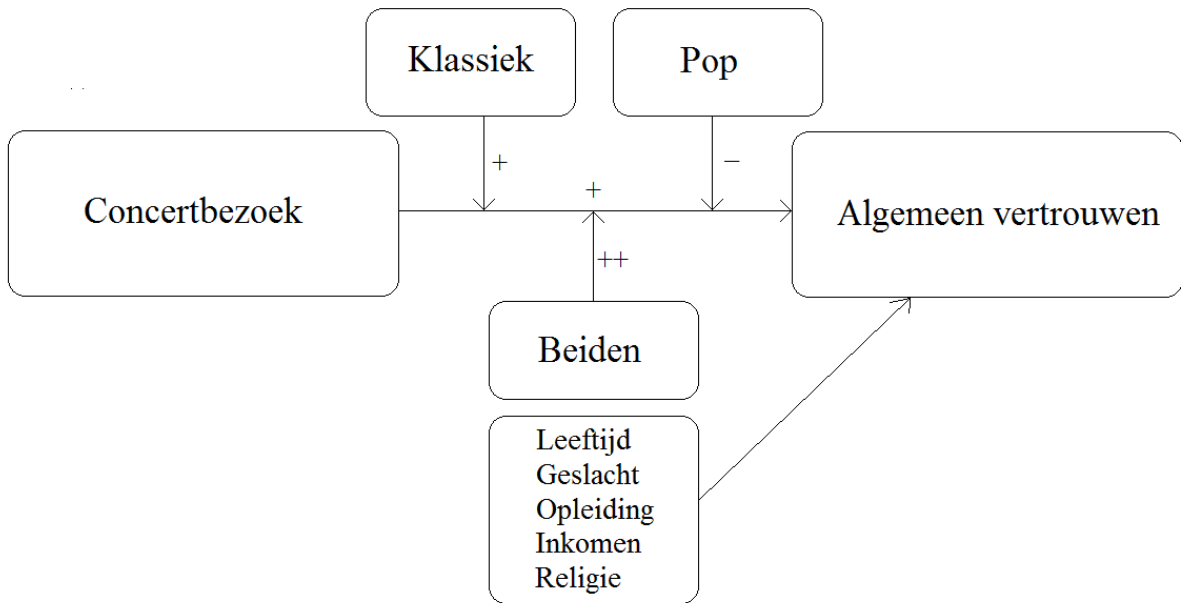 Klassiek
Pop
+
−
Concertbezoek
+
Algemeen vertrouwen
++
Beiden
Leeftijd
Geslacht
Opleiding
Inkomen
Religie